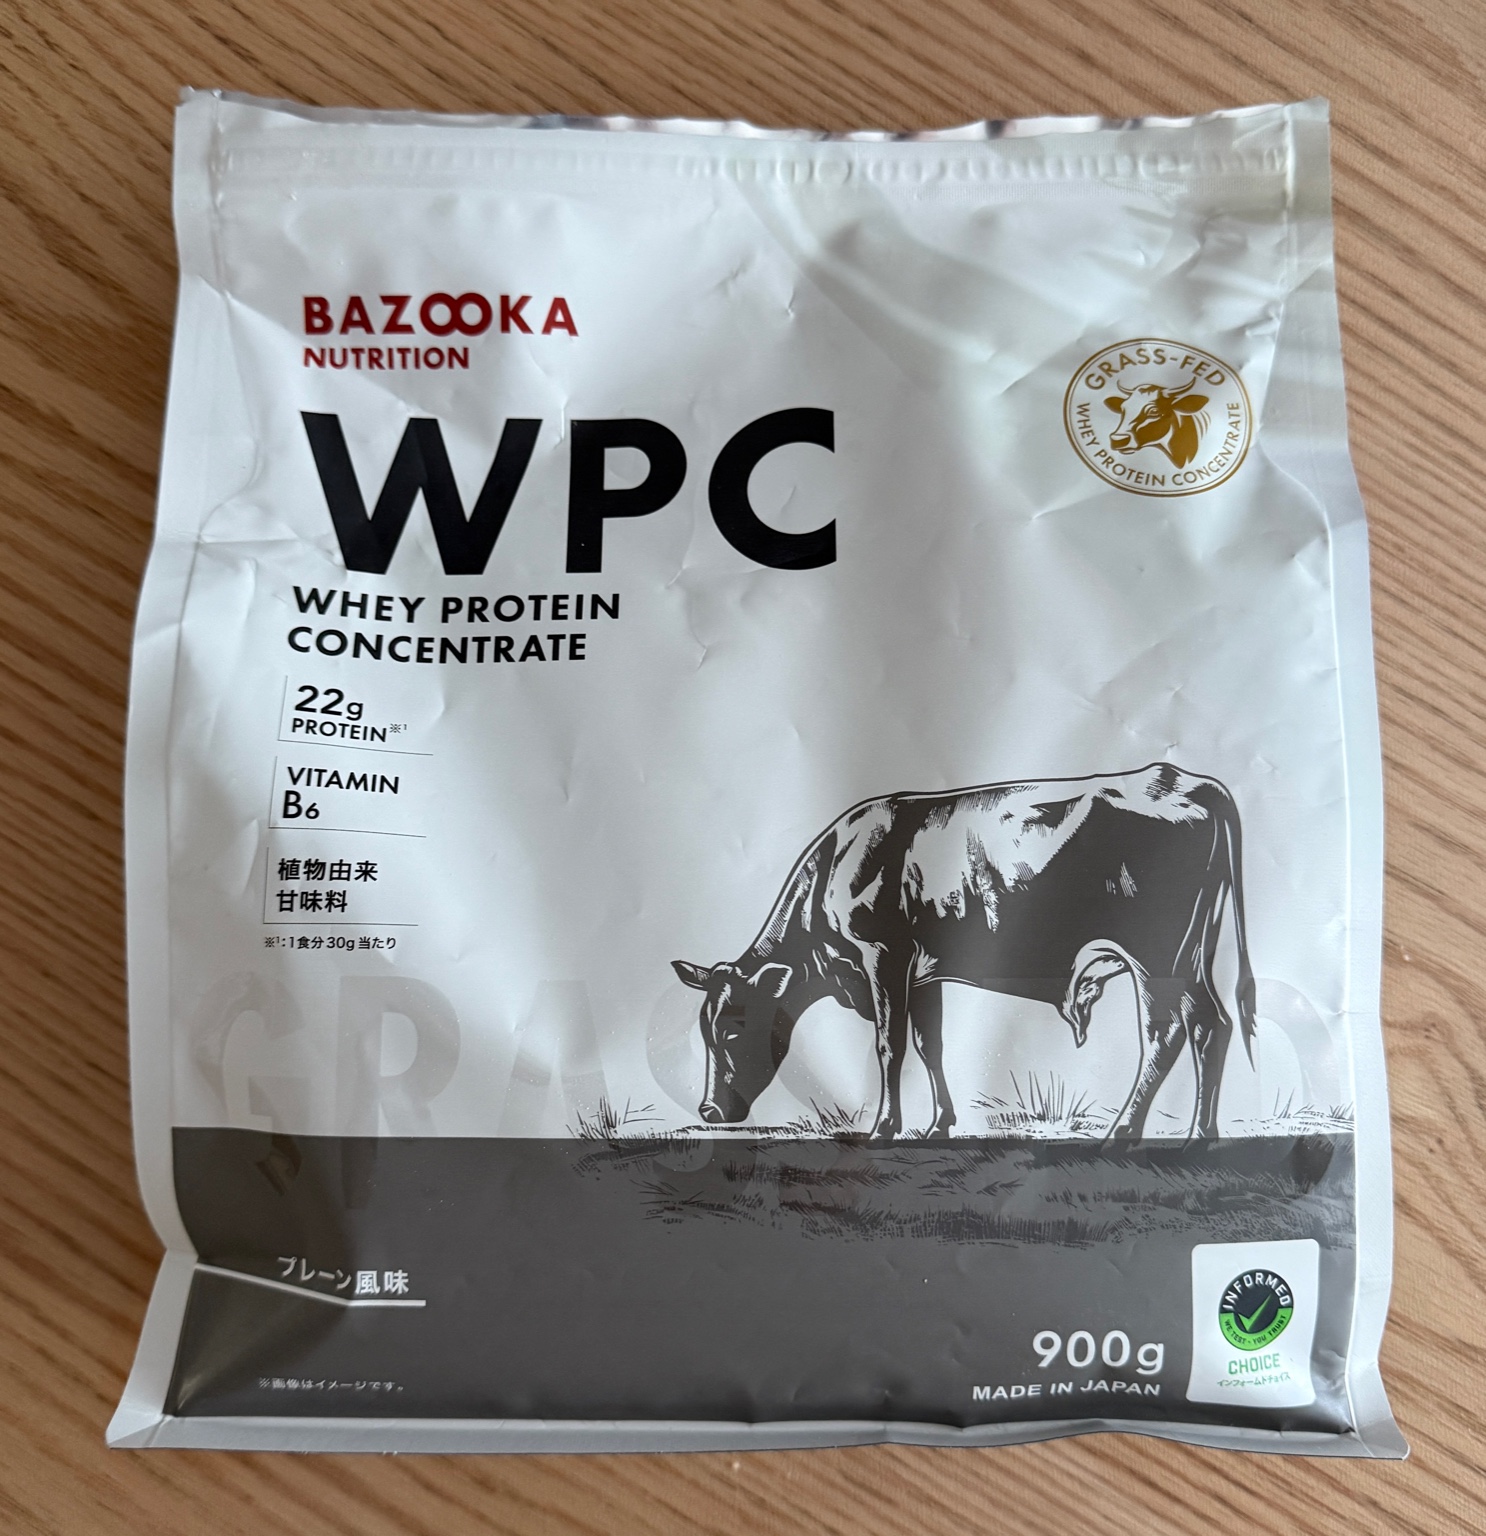 BAZOOKA
NUTRITION
GRASS-FED
WHEY PROTEIN CONCENTRATE
WPC
WHEY PROTEIN
CONCENTRATE
22g
PROTEIN※1
VITAMIN
B6
植物由来
甘味料
※1:1食分30g当たり
GRASS FED
プレーン風味
※画像はイメージです。
900g
MADE IN JAPAN
INFORMED
WE TEST · YOU TRUST
CHOICE
インフォームドチョイス